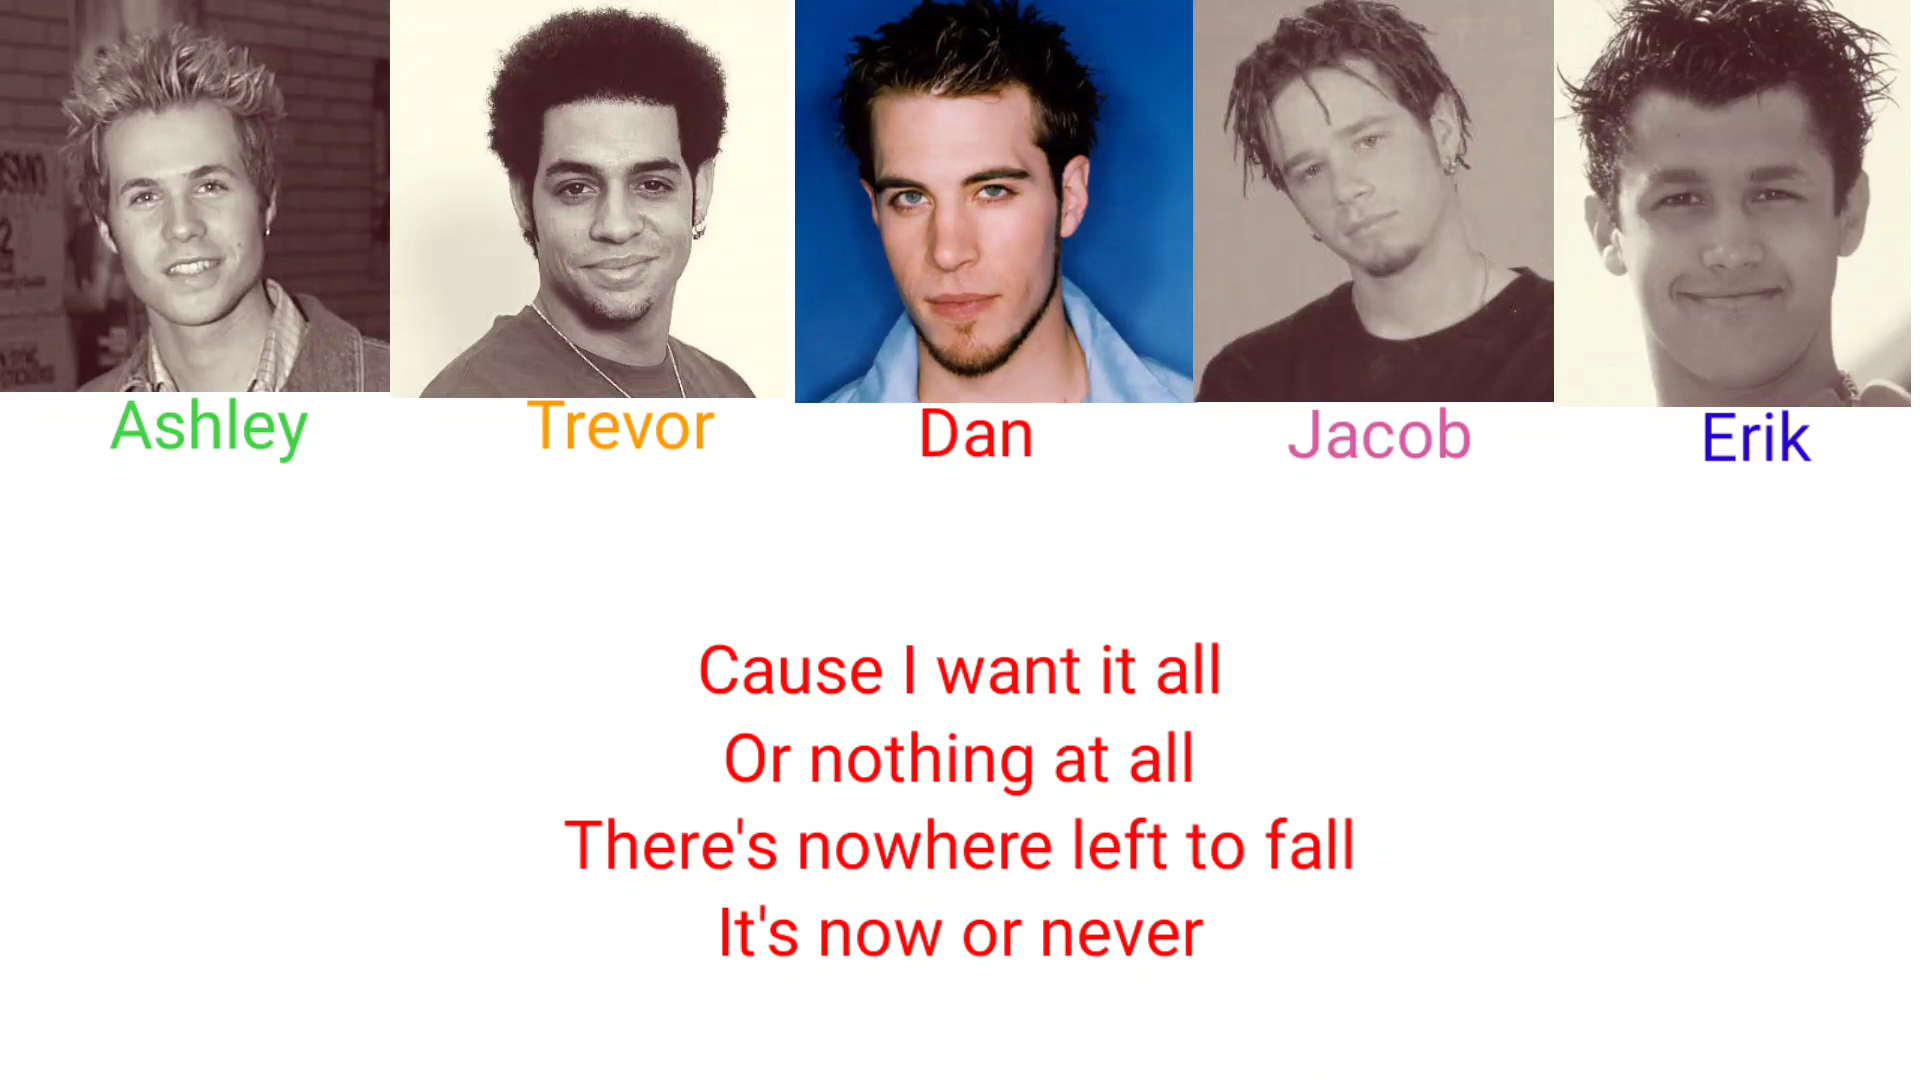 Ashley Trevor Dan Jacob Erik
Cause I want it all
Or nothing at all
There's nowhere left to fall
It's now or never